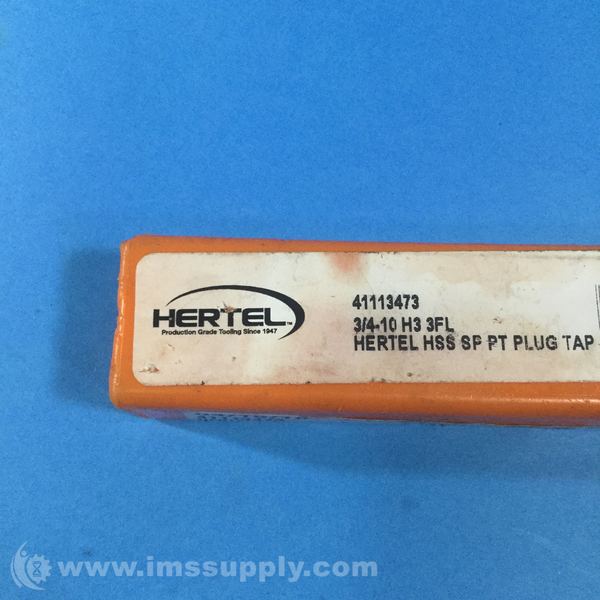 HERTEL
Production Grade Tooling Since 1947
41113473
3/4-10 H3 3FL
HERTEL HSS SP PT PLUG TAP
www.imssupply.com